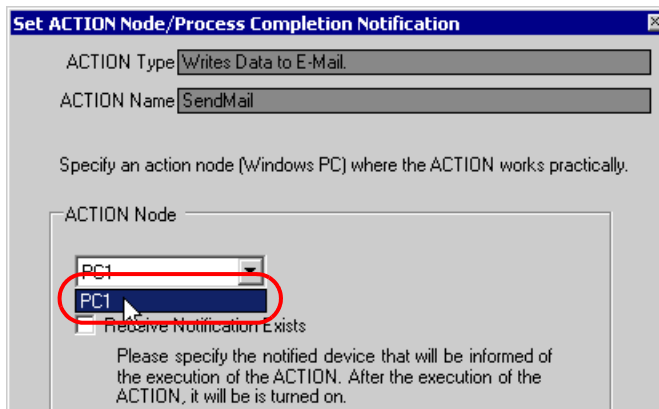 Set ACTION Node/Process Completion Notification
ACTION Type Writes Data to E-Mail.
ACTION Name SendMail
Specify an action node (Windows PC) where the ACTION works practically.
ACTION Node
PC1
PC1
Receive Notification Exists
Please specify the notified device that will be informed of
the execution of the ACTION. After the execution of the
ACTION, it will be is turned on.